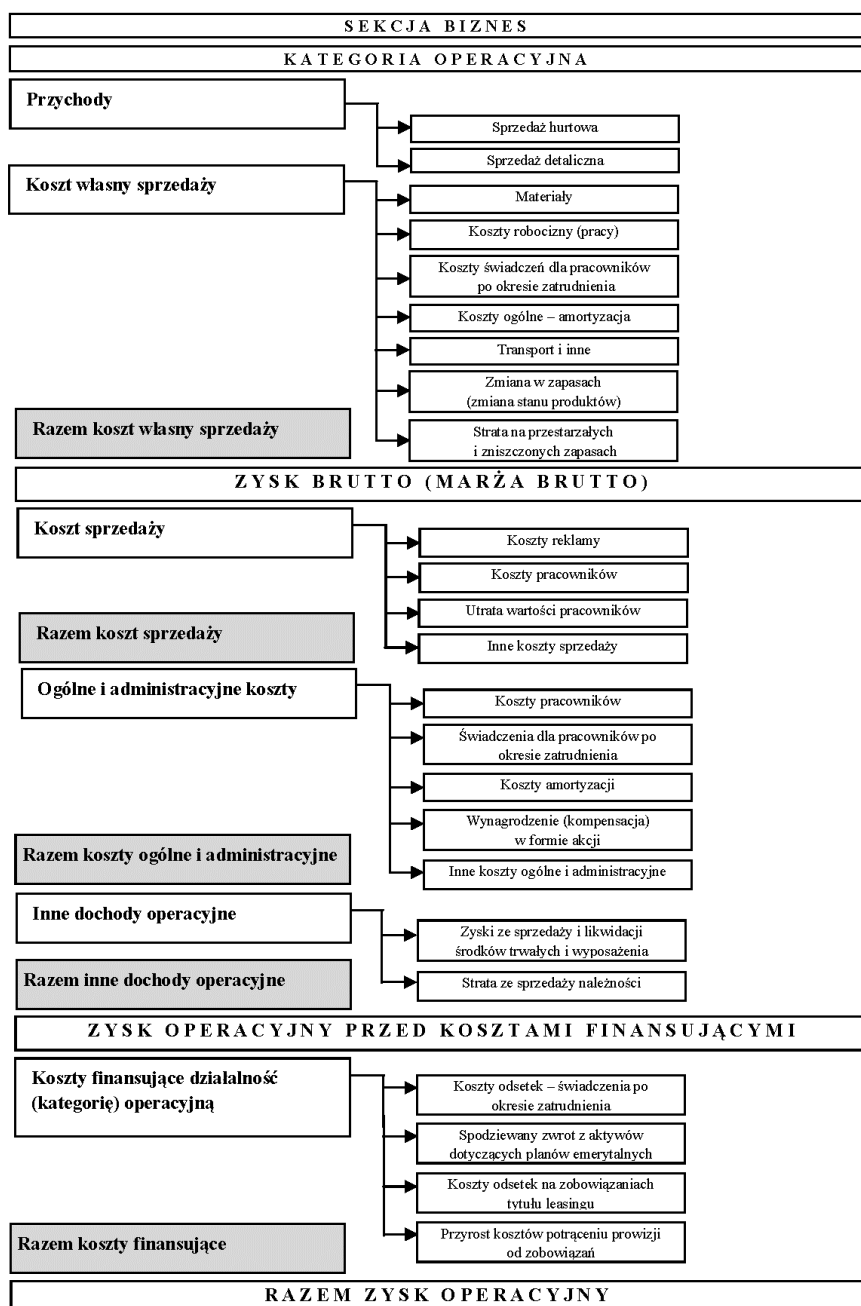 SEKCJA BIZNES
KATEGORIA OPERACYJNA
Przychody
Sprzedaż hurtowa
Sprzedaż detaliczna
Koszt własny sprzedaży
Materiały
Koszty robocizny (pracy)
Koszty świadczeń dla pracowników
po okresie zatrudnienia
Koszty ogólne – amortyzacja
Transport i inne
Zmiana w zapasach
(zmiana stanu produktów)
Razem koszt własny sprzedaży
Strata na przestarzałych
i zniszczonych zapasach
ZYSK BRUTTO (MARŻA BRUTTO)
Koszt sprzedaży
Koszty reklamy
Koszty pracowników
Utrata wartości pracowników
Razem koszt sprzedaży
Inne koszty sprzedaży
Ogólne i administracyjne koszty
Koszty pracowników
Świadczenia dla pracowników po
okresie zatrudnienia
Koszty amortyzacji
Wynagrodzenie (kompensacja)
w formie akcji
Razem koszty ogólne i administracyjne
Inne koszty ogólne i administracyjne
Inne dochody operacyjne
Zyski ze sprzedaży i likwidacji
środków trwałych i wyposażenia
Razem inne dochody operacyjne
Strata ze sprzedaży należności
ZYSK OPERACYJNY PRZED KOSZTAMI FINANSUJĄCYMI
Koszty finansujące działalność
(kategorię) operacyjną
Koszty odsetek – świadczenia po
okresie zatrudnienia
Spodziewany zwrot z aktywów
dotyczących planów emerytalnych
Koszty odsetek na zobowiązaniach
tytułu leasingu
Razem koszty finansujące
Przyrost kosztów potrąceniu prowizji
od zobowiązań
RAZEM ZYSK OPERACYJNY